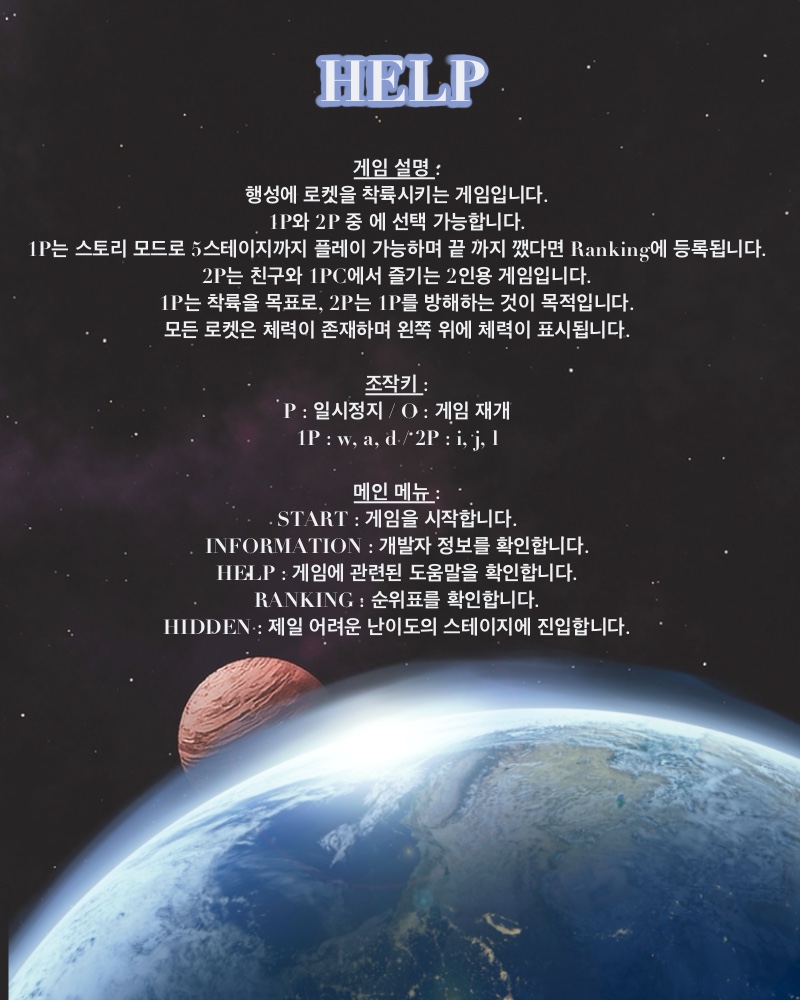 HELP
게임 설명 :
행성에 로켓을 착륙시키는 게임입니다.
1P와 2P 중 에 선택 가능합니다.
1P는 스토리 모드로 5스테이지까지 플레이 가능하며 끝 까지 깼다면 Ranking에 등록됩니다.
2P는 친구와 1PC에서 즐기는 2인용 게임입니다.
1P는 착륙을 목표로, 2P는 1P를 방해하는 것이 목적입니다.
모든 로켓은 체력이 존재하며 왼쪽 위에 체력이 표시됩니다.
조작키 :
P : 일시정지 / O : 게임 재개
1P : w, a, d / 2P : i, j, l
메인 메뉴 :
START : 게임을 시작합니다.
INFORMATION : 개발자 정보를 확인합니다.
HELP : 게임에 관련된 도움말을 확인합니다.
RANKING : 순위표를 확인합니다.
HIDDEN : 제일 어려운 난이도의 스테이지에 진입합니다.